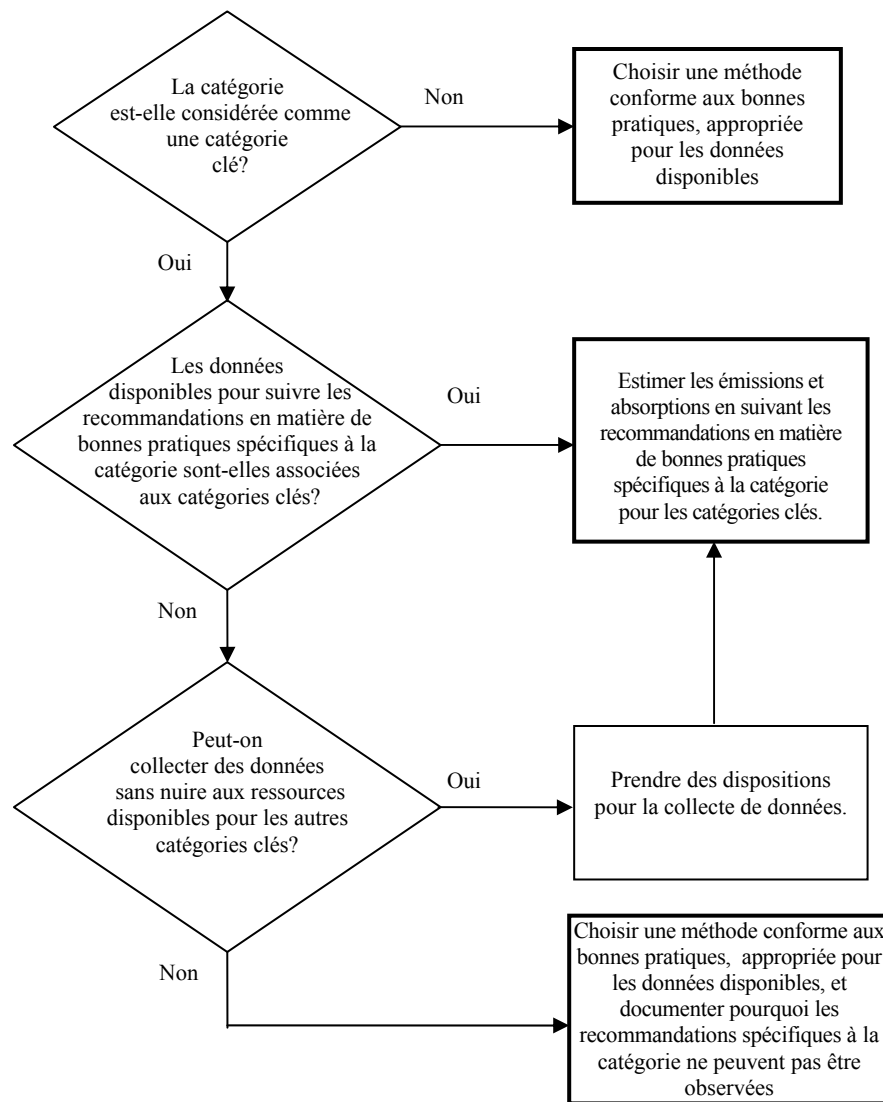 La catégorie
est-elle considérée comme
une catégorie
clé?
Non
Choisir une méthode
conforme aux bonnes
pratiques, appropriée
pour les données
disponibles
Oui
Les données
disponibles pour suivre les
recommandations en matière de
bonnes pratiques spécifiques à la
catégorie sont-elles associées
aux catégories clés?
Oui
Estimer les émissions et
absorptions en suivant les
recommandations en matière
de bonnes pratiques
spécifiques à la catégorie
pour les catégories clés.
Non
Peut-on
collecter des données
sans nuire aux ressources
disponibles pour les autres
catégories clés?
Oui
Prendre des dispositions
pour la collecte de données.
Non
Choisir une méthode conforme aux
bonnes pratiques, appropriée pour
les données disponibles, et
documenter pourquoi les
recommandations spécifiques à la
catégorie ne peuvent pas être
observées